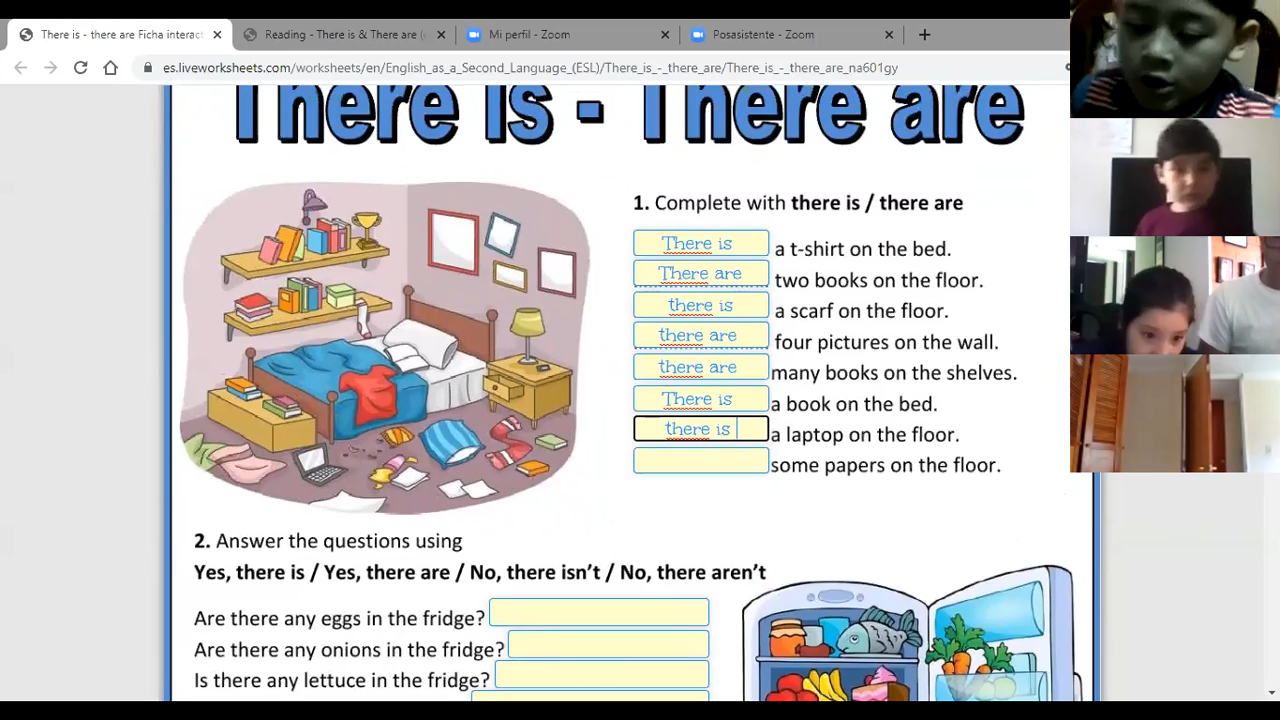 There is - there are Ficha interact
Reading - There is & There are (
Mi perfil - Zoom
Posasistente - Zoom
es.liveworksheets.com/worksheets/en/English_as_a_Second_Language_(ESL)/There_is_-_there_are/There_is_-_there_are_na601gy
There is - There are
1. Complete with there is / there are
There is a t-shirt on the bed.
There are two books on the floor.
there is a scarf on the floor.
there are four pictures on the wall.
there are many books on the shelves.
There is a book on the bed.
there is a laptop on the floor.
some papers on the floor.
2. Answer the questions using
Yes, there is / Yes, there are / No, there isn't / No, there aren't
Are there any eggs in the fridge?
Are there any onions in the fridge?
Is there any lettuce in the fridge?